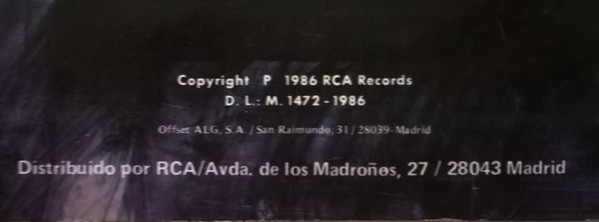 Copyright P 1986 RCA Records
D. L.: M. 1472 - 1986
Offset ALG, S.A. / San Raimundo, 31 / 28039-Madrid
Distribuido por RCA/Avda. de los Madroños, 27 / 28043 Madrid